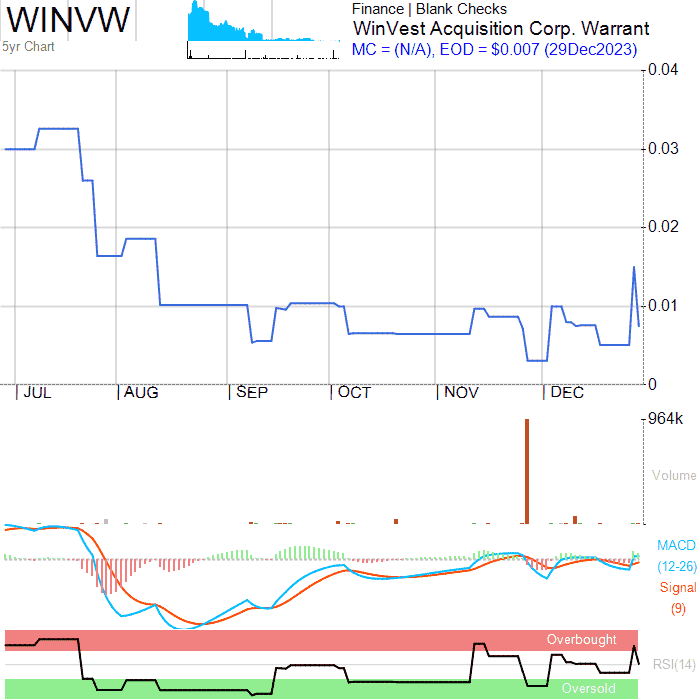 WINVW
5yr Chart
Finance | Blank Checks
WinVest Acquisition Corp. Warrant
MC = (N/A), EOD = $0.007 (29Dec2023)
0.04
0.03
0.02
0.01
0
JUL AUG SEP OCT NOV DEC
964k
Volume
MACD
(12-26)
Signal
(9)
Overbought
RSI(14)
Oversold